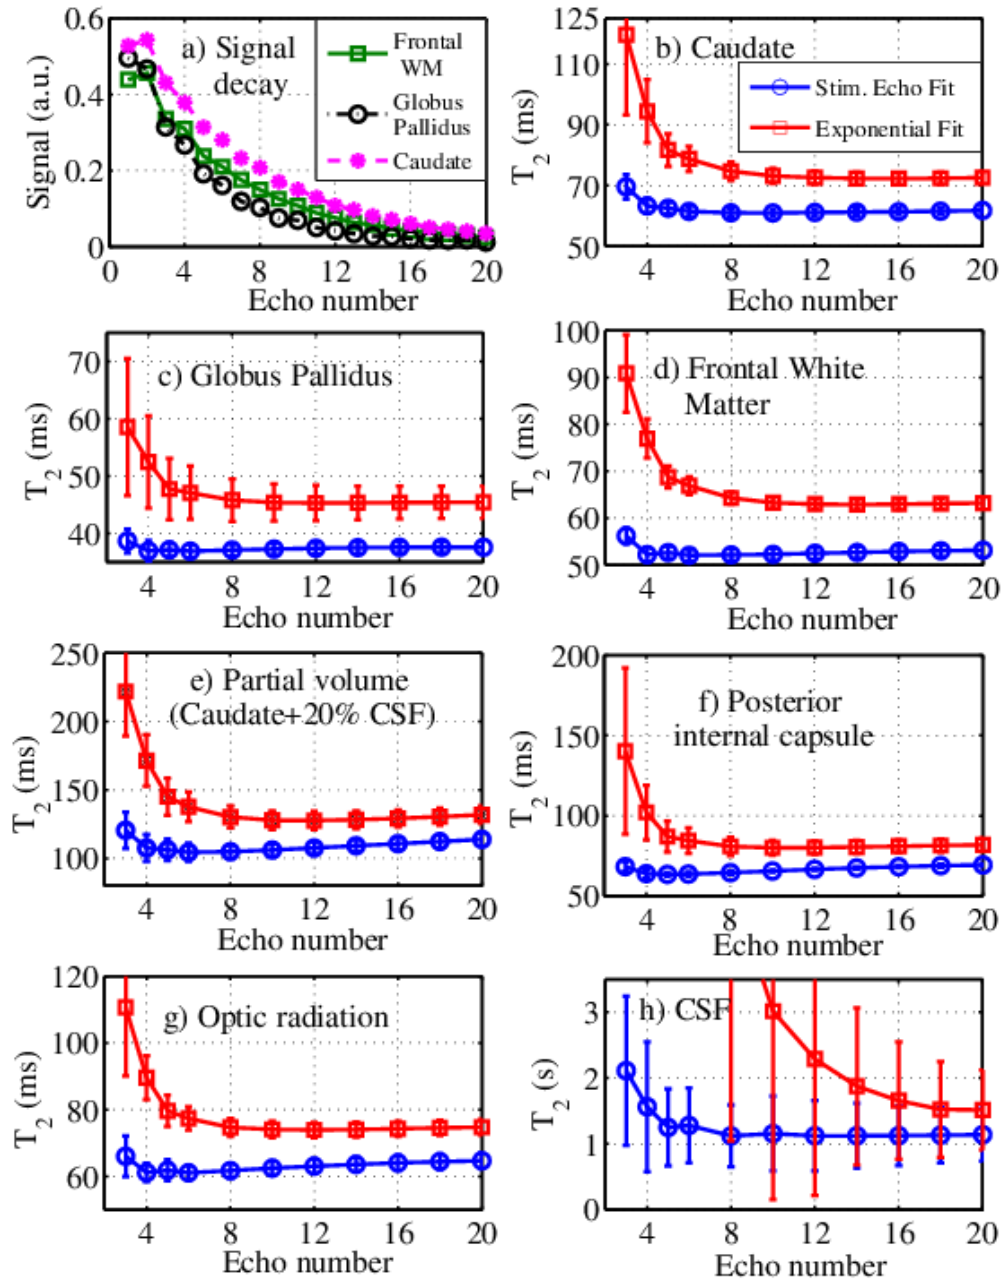 a) Signal
decay
Frontal
WM
Globus
Pallidus
Caudate
Signal (a.u.)
0.6
0.4
0.2
0
0 4 8 12 16 20
Echo number
b) Caudate
Stim. Echo Fit
Exponential Fit
T2 (ms)
125
110
90
70
50
4 8 12 16 20
Echo number
c) Globus Pallidus
T2 (ms)
70
60
50
40
4 8 12 16 20
Echo number
d) Frontal White
Matter
T2 (ms)
100
90
80
70
60
50
4 8 12 16 20
Echo number
e) Partial volume
(Caudate+20% CSF)
T2 (ms)
250
200
150
100
4 8 12 16 20
Echo number
f) Posterior
internal capsule
T2 (ms)
200
150
100
50
4 8 12 16 20
Echo number
g) Optic radiation
T2 (ms)
120
100
80
60
4 8 12 16 20
Echo number
h) CSF
T2 (s)
3
2
1
0
4 8 12 16 20
Echo number